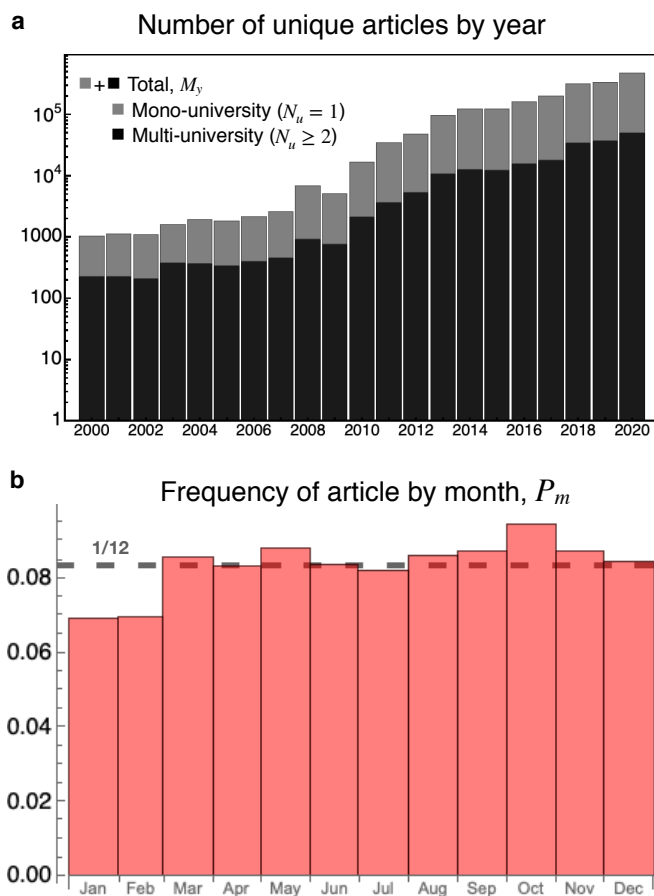 a
Number of unique articles by year
+ Total, M_y
Mono-university (N_u = 1)
Multi-university (N_u ≥ 2)
10^5
10^4
1000
100
10
1
2000 2002 2004 2006 2008 2010 2012 2014 2016 2018 2020
b
Frequency of article by month, P_m
1/12
0.08
0.06
0.04
0.02
0.00
Jan Feb Mar Apr May Jun Jul Aug Sep Oct Nov Dec